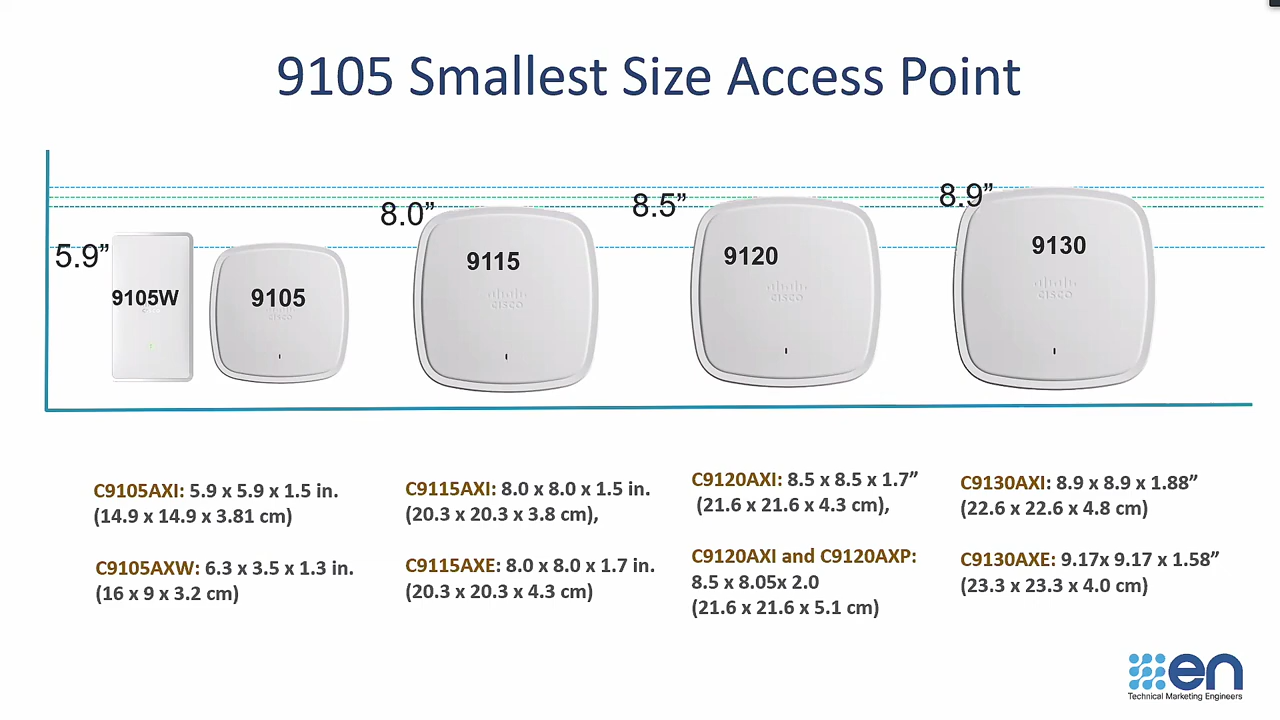 9105 Smallest Size Access Point
5.9”
8.0”
8.5”
8.9”
9105W
9105
9115
9120
9130
CISCO
CISCO
CISCO
CISCO
C9105AXI: 5.9 x 5.9 x 1.5 in.
(14.9 x 14.9 x 3.81 cm)
C9105AXW: 6.3 x 3.5 x 1.3 in.
(16 x 9 x 3.2 cm)
C9115AXI: 8.0 x 8.0 x 1.5 in.
(20.3 x 20.3 x 3.8 cm),
C9115AXE: 8.0 x 8.0 x 1.7 in.
(20.3 x 20.3 x 4.3 cm)
C9120AXI: 8.5 x 8.5 x 1.7”
(21.6 x 21.6 x 4.3 cm),
C9120AXI and C9120AXP:
8.5 x 8.05x 2.0
(21.6 x 21.6 x 5.1 cm)
C9130AXI: 8.9 x 8.9 x 1.88”
(22.6 x 22.6 x 4.8 cm)
C9130AXE: 9.17x 9.17 x 1.58”
(23.3 x 23.3 x 4.0 cm)
en
Technical Marketing Engineers